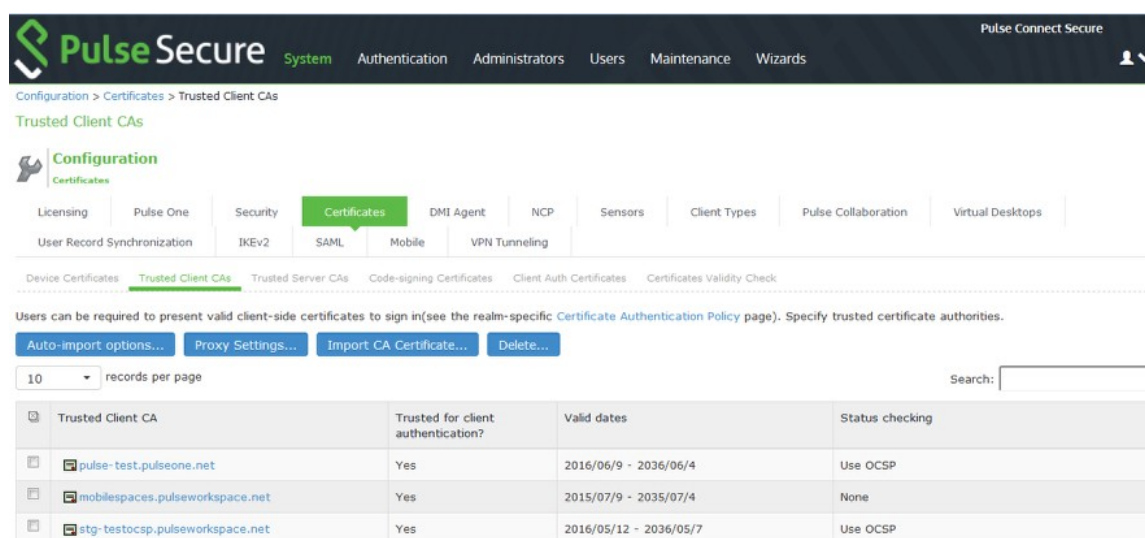 Pulse Connect Secure
Pulse Secure System Authentication Administrators Users Maintenance Wizards
Configuration > Certificates > Trusted Client CAs
Trusted Client CAs
Configuration
Certificates
Licensing Pulse One Security Certificates DMI Agent NCP Sensors Client Types Pulse Collaboration Virtual Desktops
User Record Synchronization IKEv2 SAML Mobile VPN Tunneling
Device Certificates Trusted Client CAs Trusted Server CAs Code-signing Certificates Client Auth Certificates Certificates Validity Check
Users can be required to present valid client-side certificates to sign in(see the realm-specific Certificate Authentication Policy page). Specify trusted certificate authorities.
Auto-import options... Proxy Settings... Import CA Certificate... Delete...
10 records per page Search:
Trusted Client CA Trusted for client authentication? Valid dates Status checking
pulse-test.pulseone.net Yes 2016/06/9 - 2036/06/4 Use OCSP
mobilespaces.pulseworkspace.net Yes 2015/07/9 - 2035/07/4 None
stg-testocsp.pulseworkspace.net Yes 2016/05/12 - 2036/05/7 Use OCSP